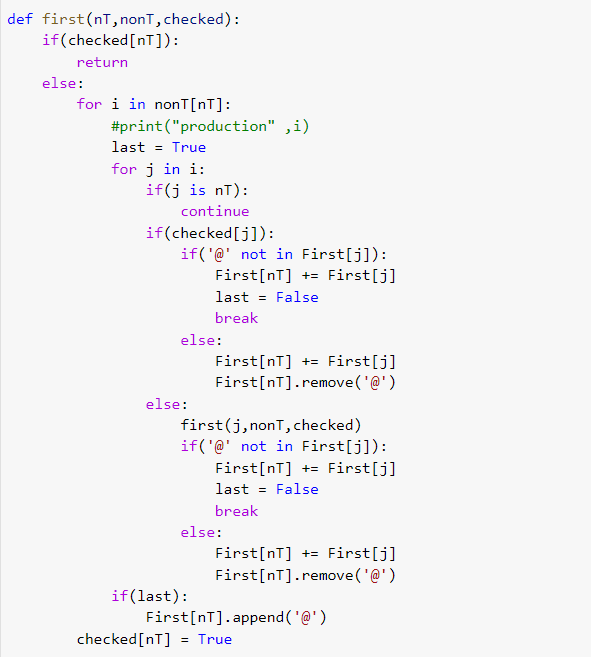 def first(nT,nonT,checked):
    if(checked[nT]):
        return
    else:
        for i in nonT[nT]:
            #print("production" ,i)
            last = True
            for j in i:
                if(j is nT):
                    continue
                if(checked[j]):
                    if('@' not in First[j]):
                        First[nT] += First[j]
                        last = False
                        break
                    else:
                        First[nT] += First[j]
                        First[nT].remove('@')
                else:
                    first(j,nonT,checked)
                    if('@' not in First[j]):
                        First[nT] += First[j]
                        last = False
                        break
                    else:
                        First[nT] += First[j]
                        First[nT].remove('@')
            if(last):
                First[nT].append('@')
        checked[nT] = True